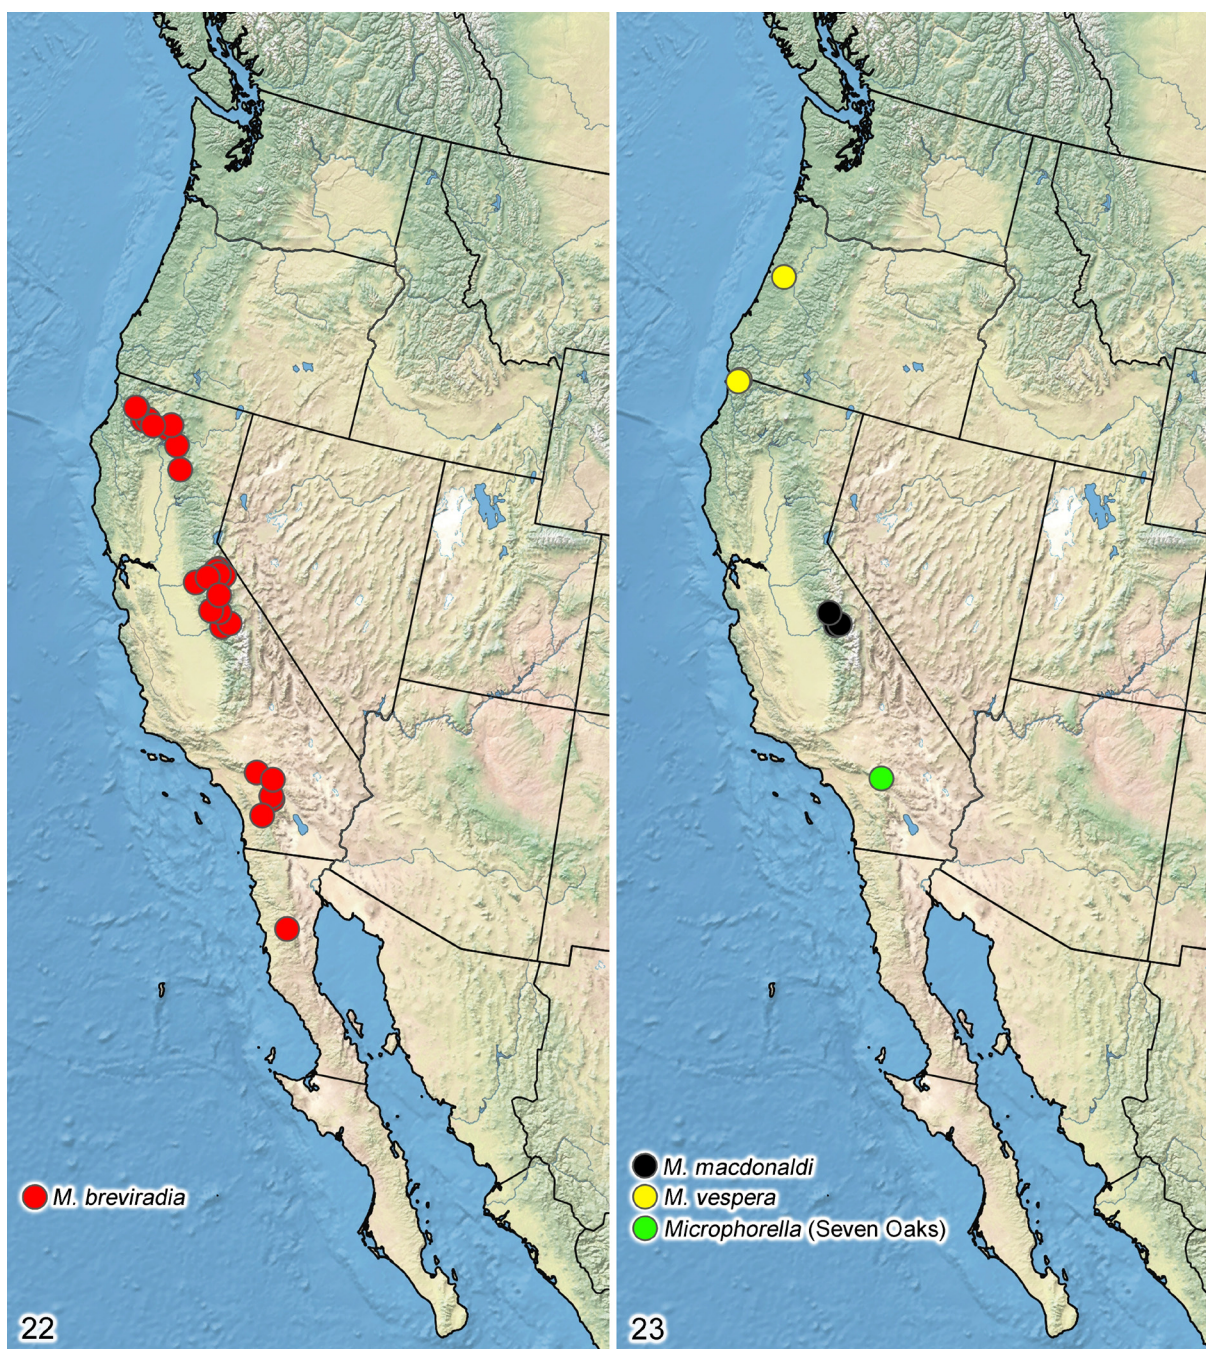 M. breviradia
22
M. macdonaldi
M. vespera
Microphorella (Seven Oaks)
23